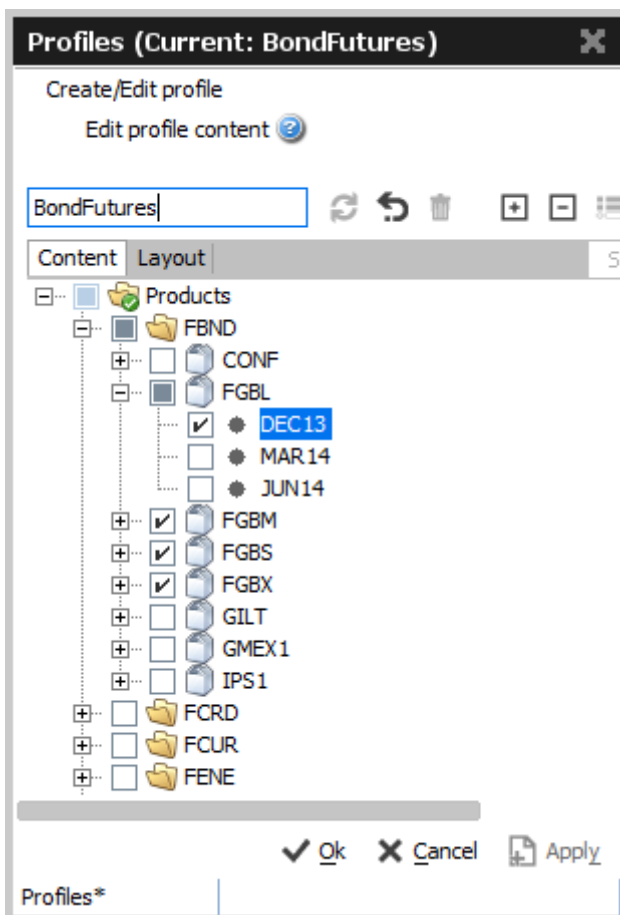 Profiles (Current: BondFutures)
Create/Edit profile
Edit profile content
BondFutures
Content Layout S
Products
FBND
CONF
FGBL
DEC13
MAR14
JUN14
FGBM
FGBS
FGBX
GILT
GMEX1
IPS1
FCRD
FCUR
FENE
Ok Cancel Apply
Profiles*